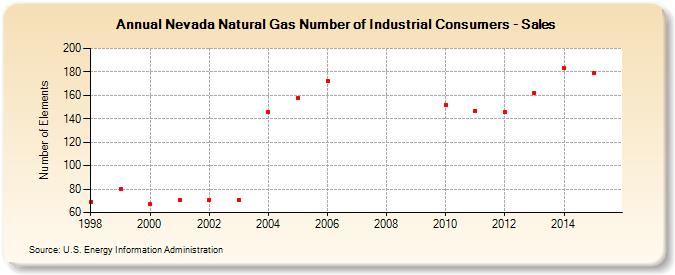 Annual Nevada Natural Gas Number of Industrial Consumers - Sales
Number of Elements
200
180
160
140
120
100
80
60
1998 2000 2002 2004 2006 2008 2010 2012 2014
Source: U.S. Energy Information Administration